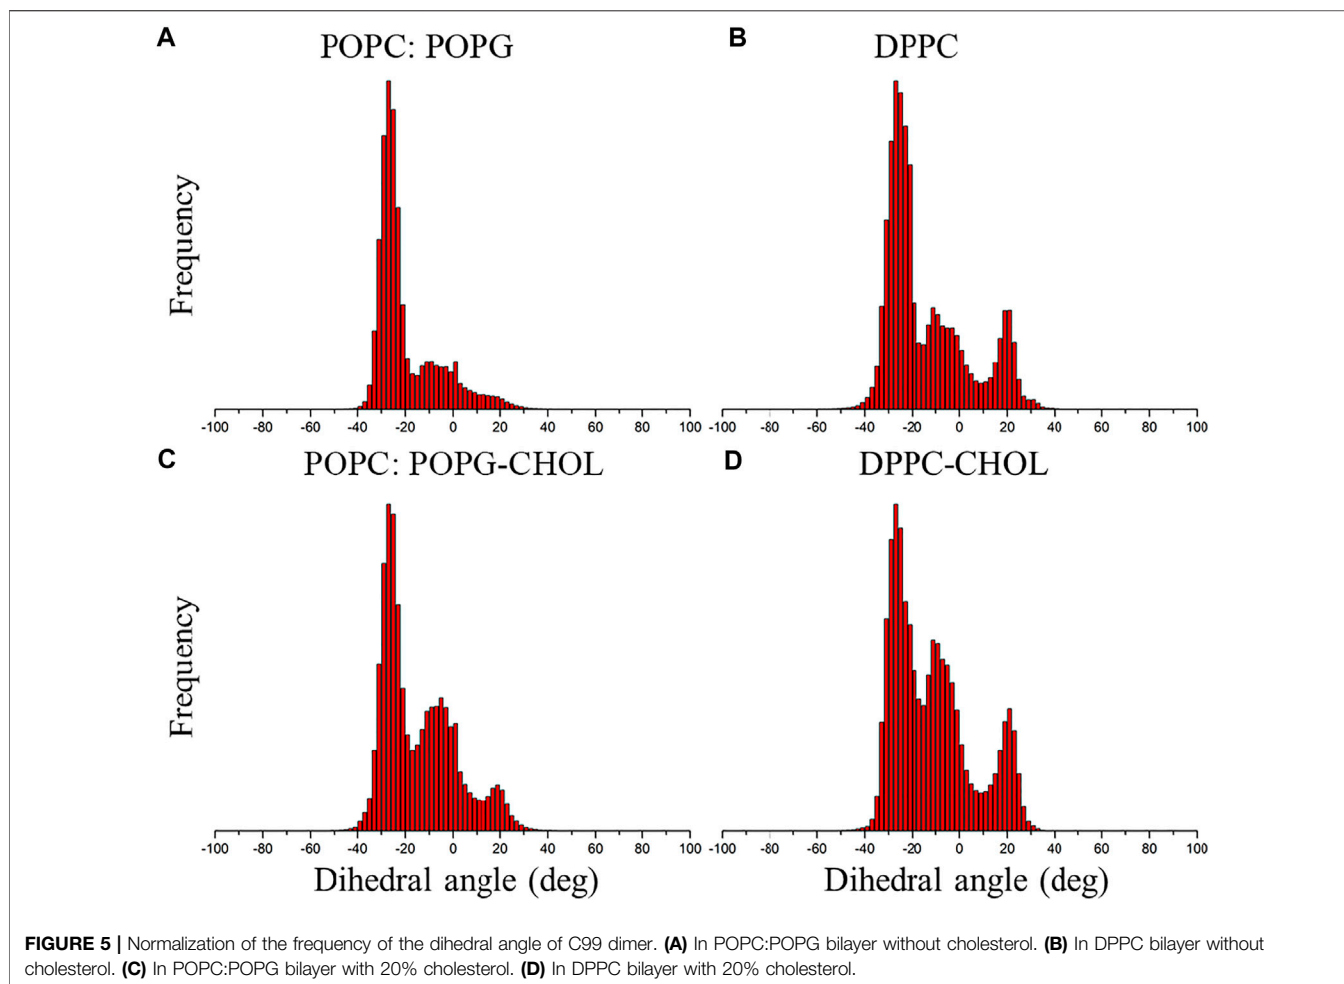 A
POPC: POPG
B
DPPC
Frequency
-100 -80 -60 -40 -20 0 20 40 60 80 100
-100 -80 -60 -40 -20 0 20 40 60 80 100
C
POPC: POPG-CHOL
D
DPPC-CHOL
Frequency
-100 -80 -60 -40 -20 0 20 40 60 80 100
-100 -80 -60 -40 -20 0 20 40 60 80 100
Dihedral angle (deg)
Dihedral angle (deg)
FIGURE 5 | Normalization of the frequency of the dihedral angle of C99 dimer. (A) In POPC:POPG bilayer without cholesterol. (B) In DPPC bilayer without
cholesterol. (C) In POPC:POPG bilayer with 20% cholesterol. (D) In DPPC bilayer with 20% cholesterol.